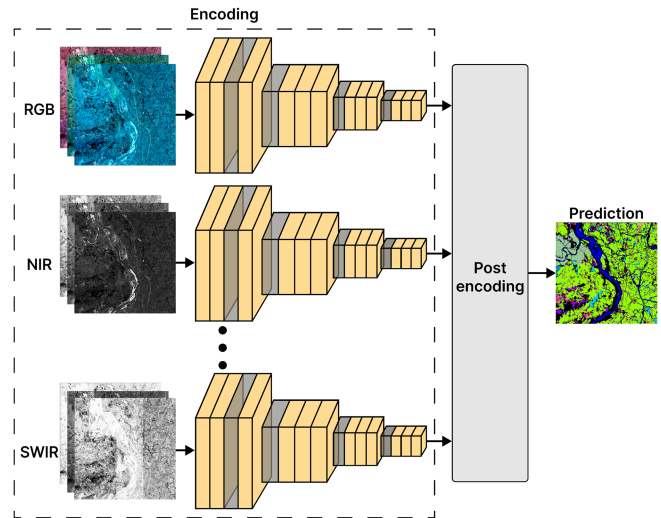 Encoding
RGB
NIR
SWIR
Post
encoding
Prediction